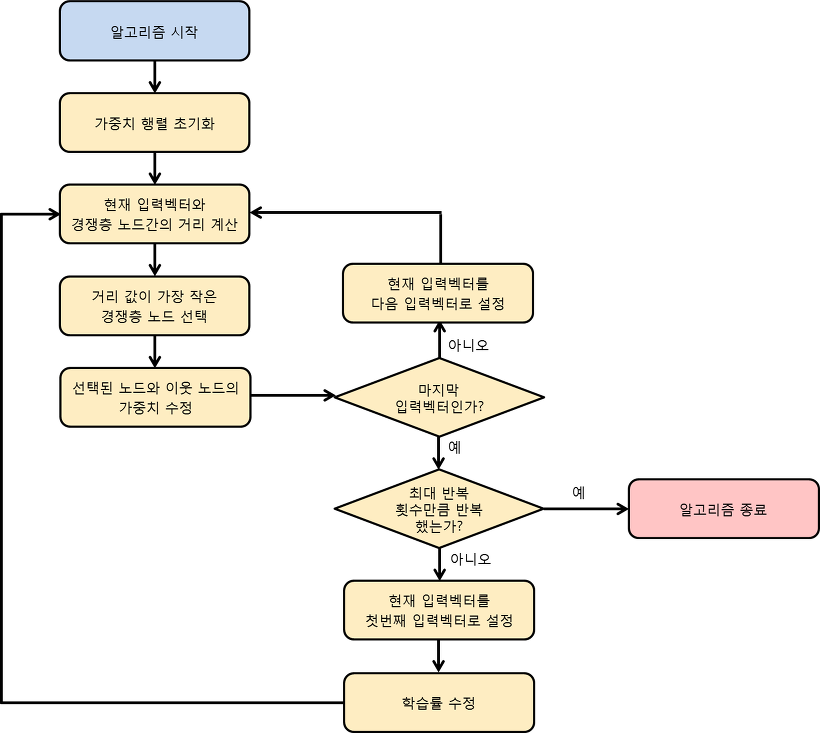 알고리즘 시작
가중치 행렬 초기화
현재 입력벡터와
경쟁층 노드간의 거리 계산
거리 값이 가장 작은
경쟁층 노드 선택
선택된 노드와 이웃 노드의
가중치 수정
현재 입력벡터를
다음 입력벡터로 설정
아니오
마지막
입력벡터인가?
예
최대 반복
횟수만큼 반복
했는가?
예
알고리즘 종료
아니오
현재 입력벡터를
첫번째 입력벡터로 설정
학습률 수정